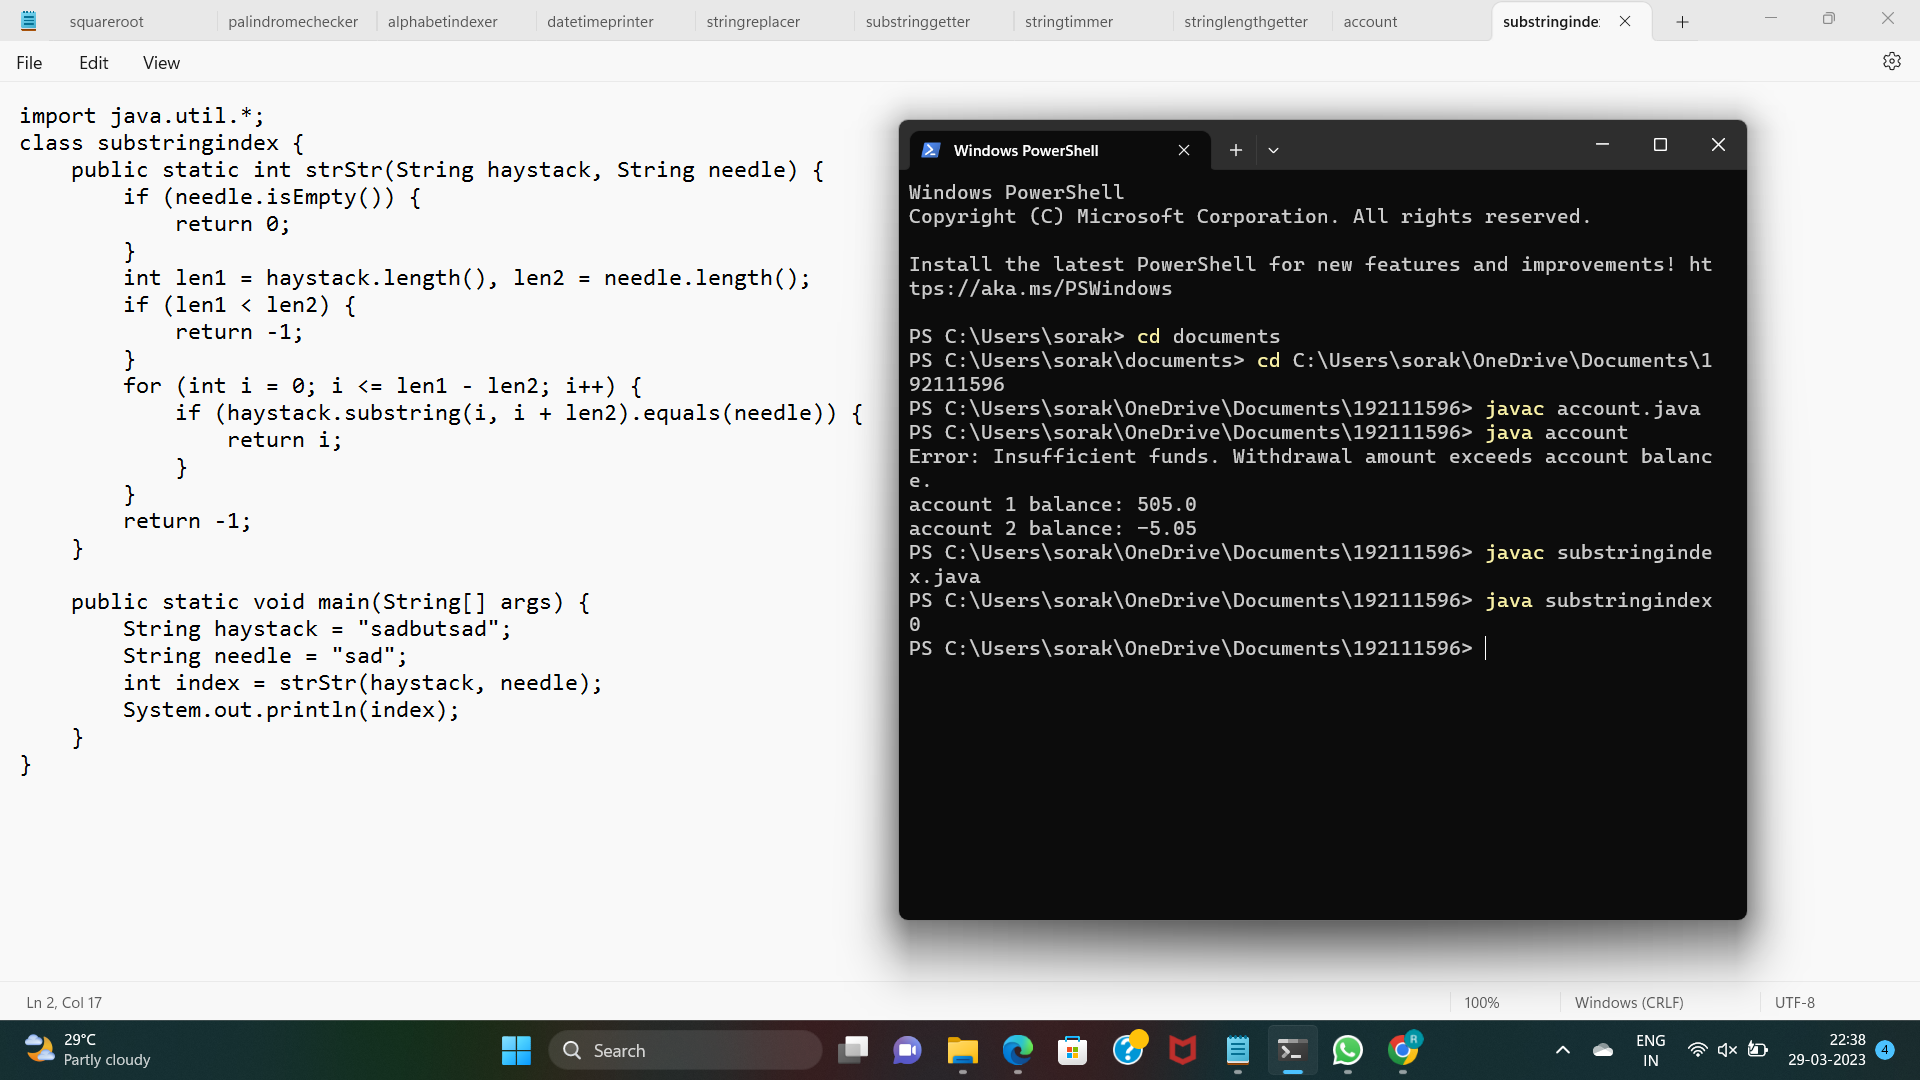 squareroot
palindromechecker
alphabetindexer
datetimeprinter
stringreplacer
substringgetter
stringtimmer
stringlengthgetter
account
substringinde
File Edit View
import java.util.*;
class substringindex {
    public static int strStr(String haystack, String needle) {
        if (needle.isEmpty()) {
            return 0;
        }
        int len1 = haystack.length(), len2 = needle.length();
        if (len1 < len2) {
            return -1;
        }
        for (int i = 0; i <= len1 - len2; i++) {
            if (haystack.substring(i, i + len2).equals(needle)) {
                return i;
            }
        }
        return -1;
    }
    public static void main(String[] args) {
        String haystack = "sadbutsad";
        String needle = "sad";
        int index = strStr(haystack, needle);
        System.out.println(index);
    }
}
Windows PowerShell
Windows PowerShell
Copyright (C) Microsoft Corporation. All rights reserved.
Install the latest PowerShell for new features and improvements! ht
tps://aka.ms/PSWindows
PS C:\Users\sorak> cd documents
PS C:\Users\sorak\documents> cd C:\Users\sorak\OneDrive\Documents\1
92111596
PS C:\Users\sorak\OneDrive\Documents\192111596> javac account.java
PS C:\Users\sorak\OneDrive\Documents\192111596> java account
Error: Insufficient funds. Withdrawal amount exceeds account balanc
e.
account 1 balance: 505.0
account 2 balance: -5.05
PS C:\Users\sorak\OneDrive\Documents\192111596> javac substringinde
x.java
PS C:\Users\sorak\OneDrive\Documents\192111596> java substringindex
0
PS C:\Users\sorak\OneDrive\Documents\192111596>
Ln 2, Col 17
100%
Windows (CRLF)
UTF-8
29°C
Partly cloudy
Search
R
ENG
IN
22:38
29-03-2023
4